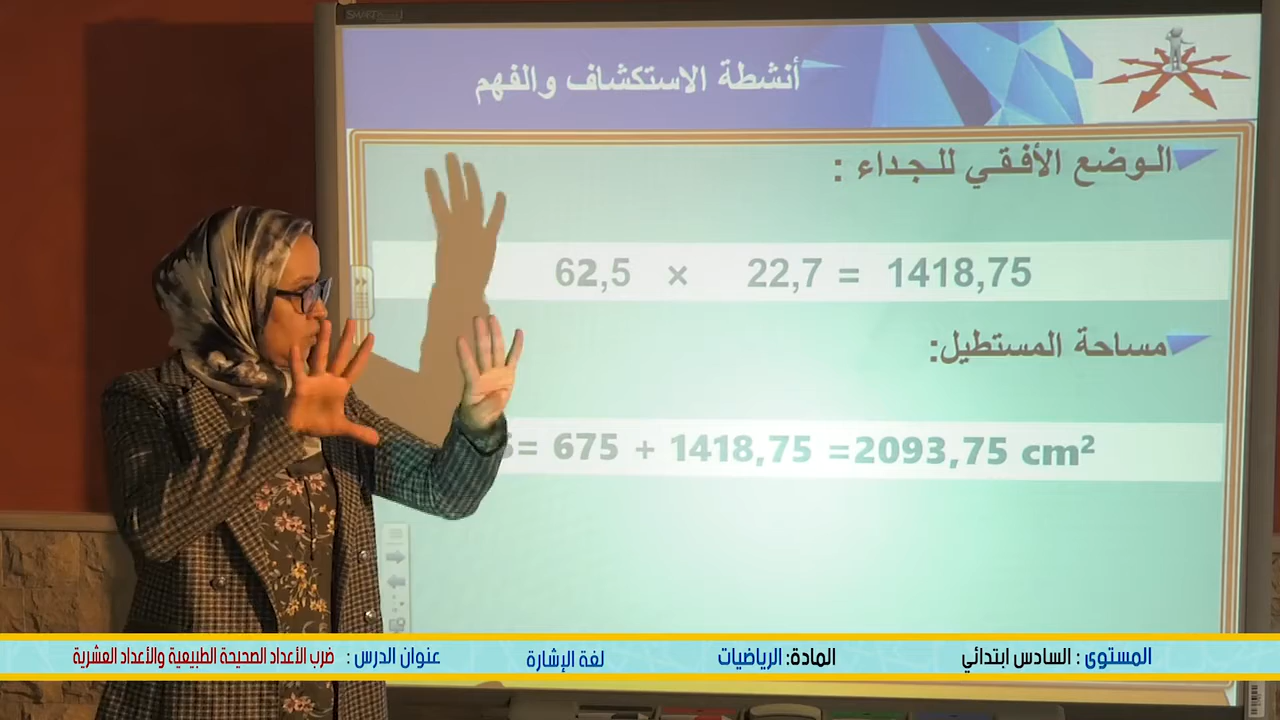 SMART
أنشطة الاستكشاف والفهم
الوضع الأفقي للجداء :
62,5 × 22,7 = 1418,75
مساحة المستطيل:
= 675 + 1418,75 =2093,75 cm²
المستوى : السادس ابتدائي المادة: الرياضيات لغة الإشارة عنوان الدرس : ضرب الأعداد الصحيحة الطبيعية والأعداد العشرية